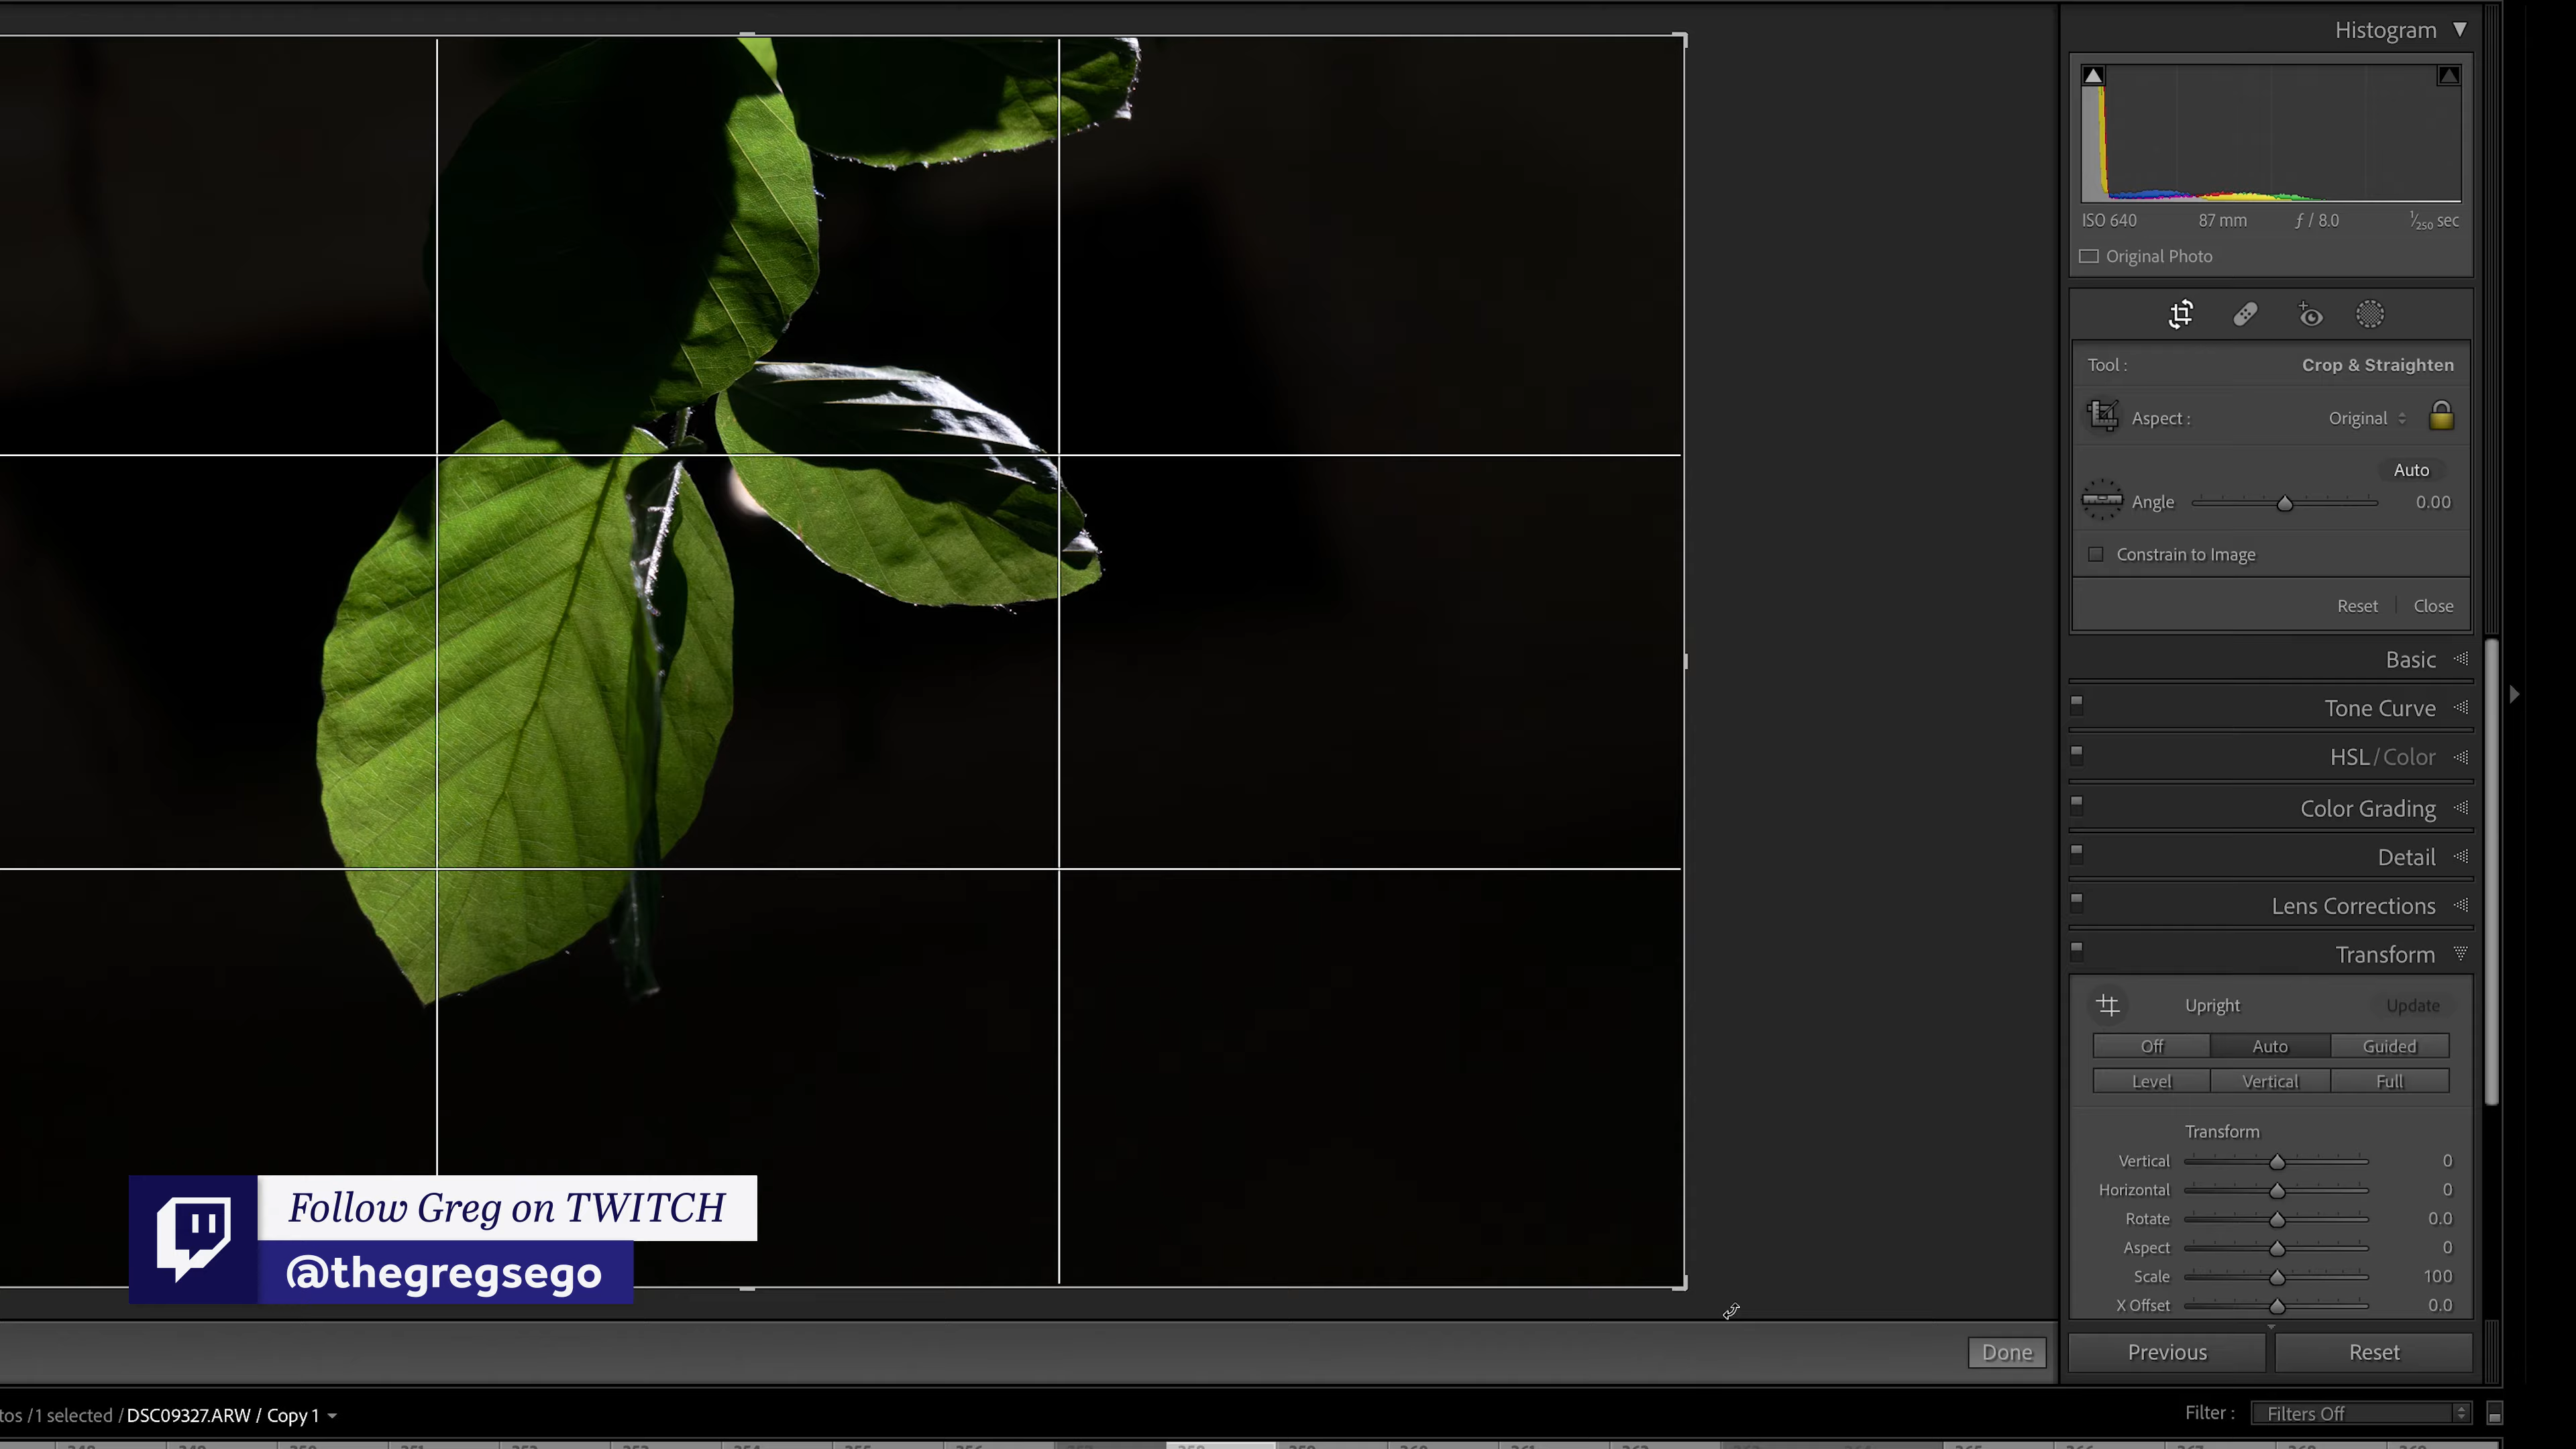 Histogram
ISO 640 87 mm ƒ / 8.0 1/250 sec
Original Photo
Tool : Crop & Straighten
Aspect : Original
Auto
Angle 0.00
Constrain to Image
Reset Close
Basic
Tone Curve
HSL / Color
Color Grading
Detail
Lens Corrections
Transform
Upright Update
Off Auto Guided
Level Vertical Full
Transform
Vertical 0
Horizontal 0
Rotate 0.0
Aspect 0
Scale 100
X Offset 0.0
Follow Greg on TWITCH
@thegregsego
Done Previous Reset
/ 1 selected / DSC09327.ARW / Copy 1
Filter : Filters Off